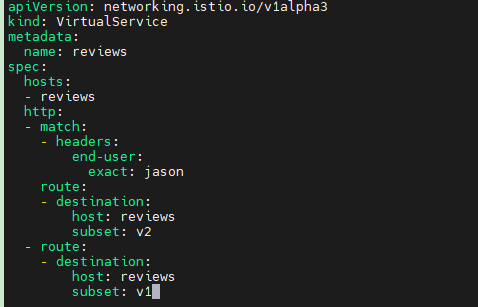 apiVersion: networking.istio.io/v1alpha3
kind: VirtualService
metadata:
  name: reviews
spec:
  hosts:
  - reviews
  http:
  - match:
    - headers:
        end-user:
          exact: jason
    route:
    - destination:
        host: reviews
        subset: v2
  - route:
    - destination:
        host: reviews
        subset: v1